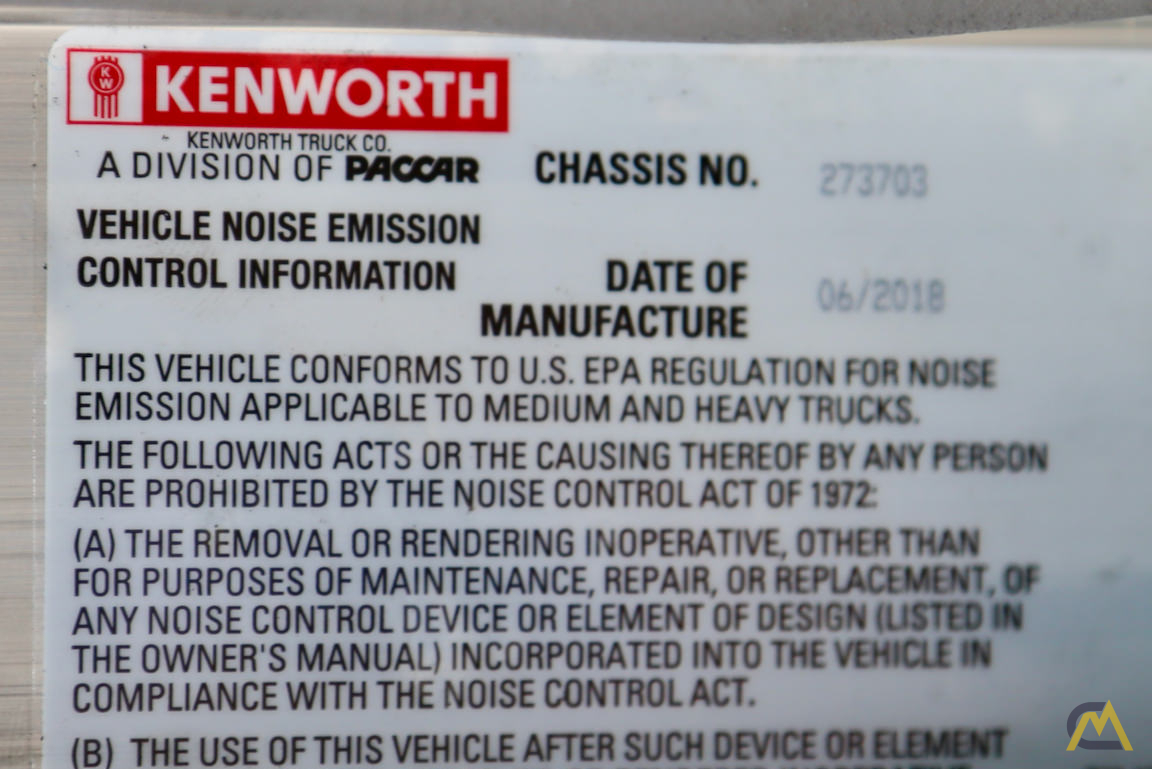 KW KENWORTH
KENWORTH TRUCK CO.
A DIVISION OF PACCAR
CHASSIS NO. 273703
VEHICLE NOISE EMISSION
CONTROL INFORMATION
DATE OF
MANUFACTURE
06/2018
THIS VEHICLE CONFORMS TO U.S. EPA REGULATION FOR NOISE
EMISSION APPLICABLE TO MEDIUM AND HEAVY TRUCKS.
THE FOLLOWING ACTS OR THE CAUSING THEREOF BY ANY PERSON
ARE PROHIBITED BY THE NOISE CONTROL ACT OF 1972:
(A) THE REMOVAL OR RENDERING INOPERATIVE, OTHER THAN
FOR PURPOSES OF MAINTENANCE, REPAIR, OR REPLACEMENT, OF
ANY NOISE CONTROL DEVICE OR ELEMENT OF DESIGN (LISTED IN
THE OWNER'S MANUAL) INCORPORATED INTO THE VEHICLE IN
COMPLIANCE WITH THE NOISE CONTROL ACT.
(B) THE USE OF THIS VEHICLE AFTER SUCH DEVICE OR ELEMENT
CM